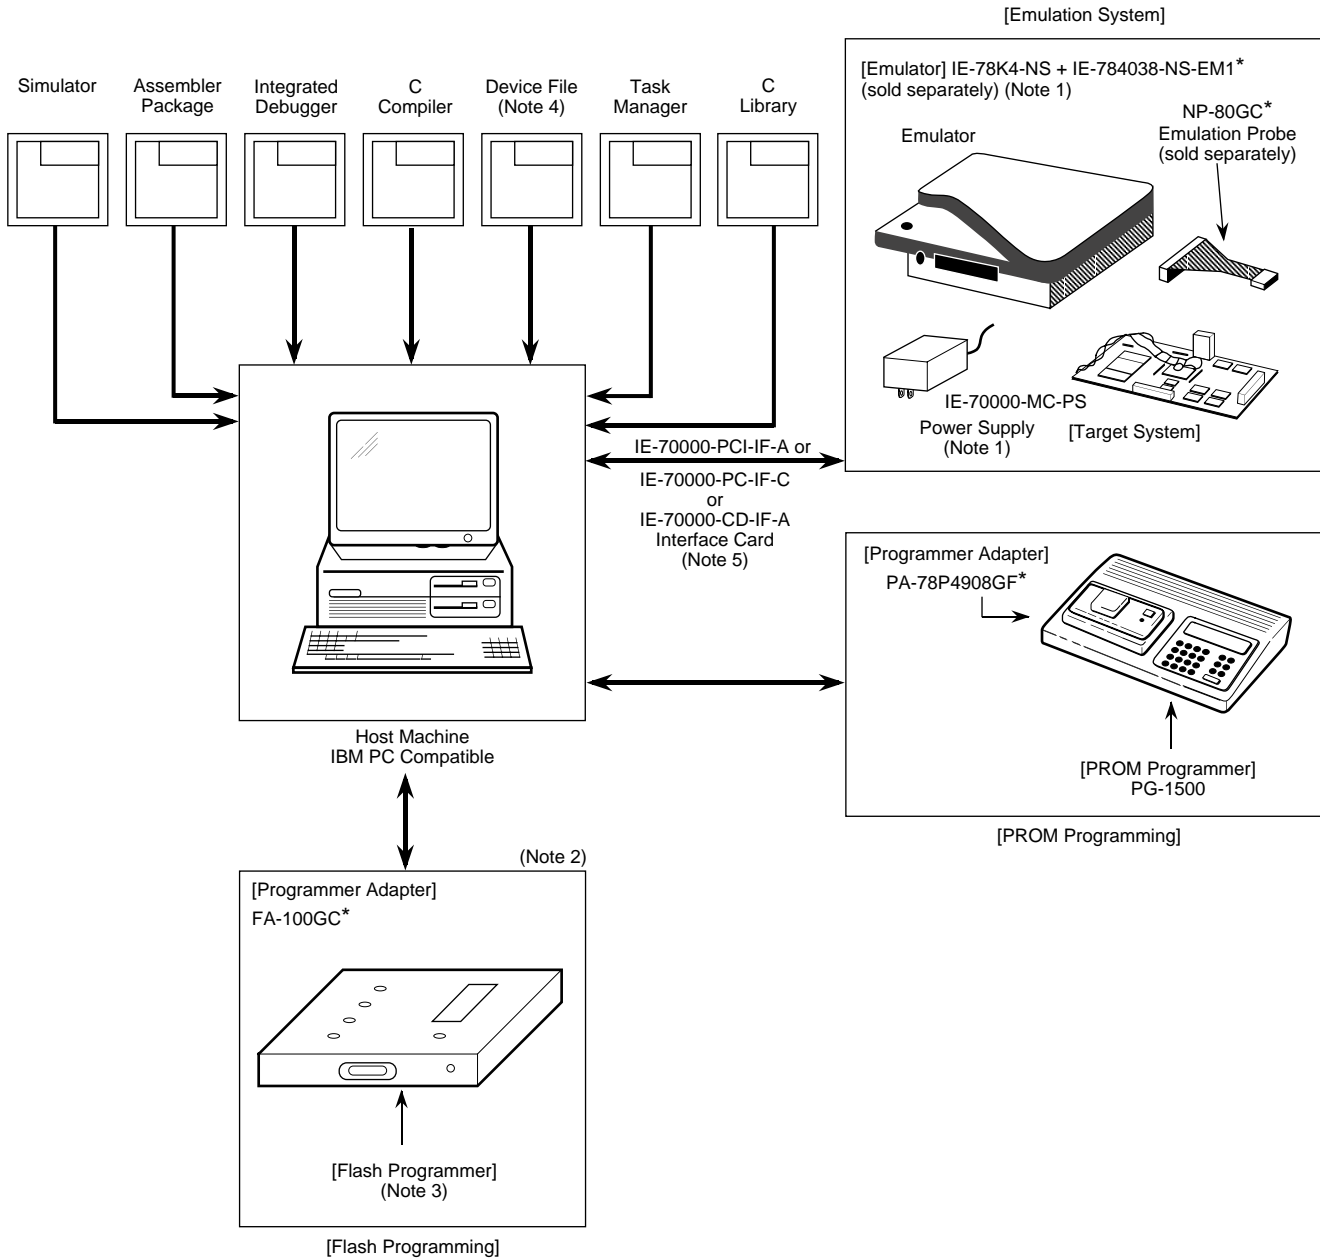 [Emulation System]
Simulator
Assembler
Package
Integrated
Debugger
C
Compiler
Device File
(Note 4)
Task
Manager
C
Library
[Emulator] IE-78K4-NS + IE-784038-NS-EM1*
(sold separately) (Note 1)
Emulator
NP-80GC*
Emulation Probe
(sold separately)
IE-70000-MC-PS
Power Supply
(Note 1)
[Target System]
IE-70000-PCI-IF-A or
IE-70000-PC-IF-C
or
IE-70000-CD-IF-A
Interface Card
(Note 5)
[Programmer Adapter]
PA-78P4908GF*
[PROM Programmer]
PG-1500
[PROM Programming]
Host Machine
IBM PC Compatible
(Note 2)
[Programmer Adapter]
FA-100GC*
[Flash Programmer]
(Note 3)
[Flash Programming]